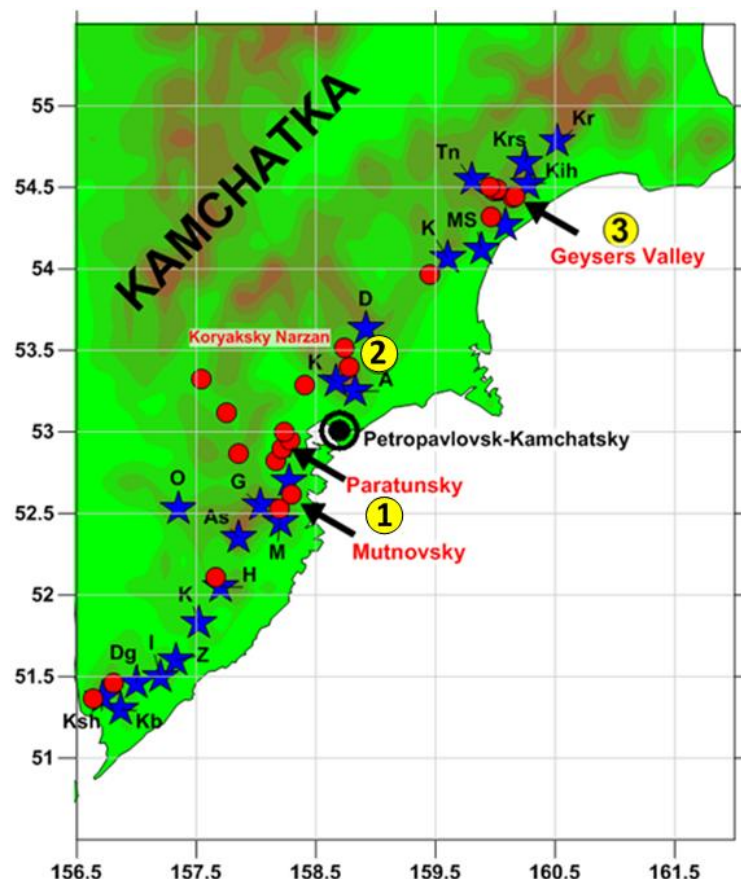 KAMCHATKA
55
Kr
Krs
Tn
Kih
54.5
MS
3
K
Geysers Valley
54
D
53.5
Koryaksky Narzan
2
K
A
53
Petropavlovsk-Kamchatsky
G
Paratunsky
O
52.5
As
1
M
Mutnovsky
H
52
K
I
Z
Dg
51.5
Ksh
Kb
51
156.5 157.5 158.5 159.5 160.5 161.5